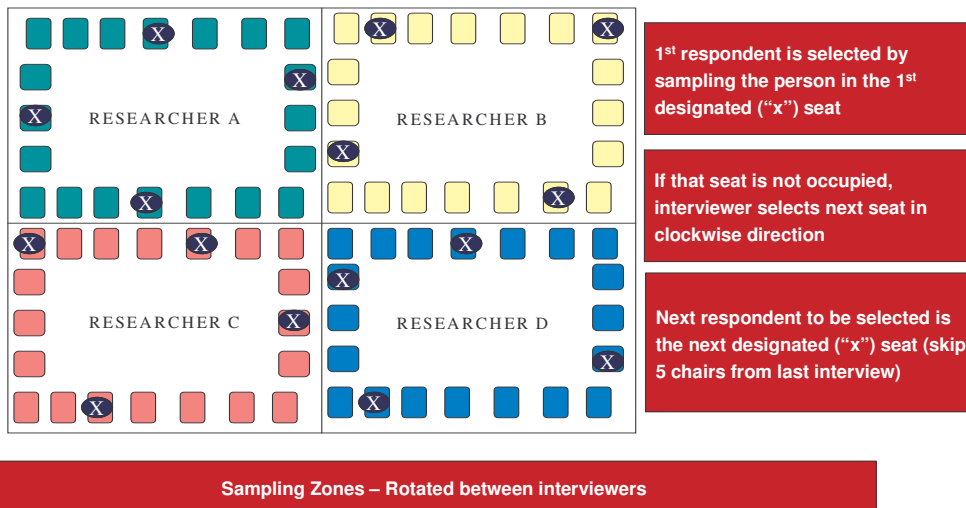 X
X X
X
X
RESEARCHER A
X
X
X X
RESEARCHER B
X
X
X X
RESEARCHER C
X
X
X
X
RESEARCHER D
X
X
1st respondent is selected by
sampling the person in the 1st
designated (“x”) seat
If that seat is not occupied,
interviewer selects next seat in
clockwise direction
Next respondent to be selected is
the next designated (“x”) seat (skip
5 chairs from last interview)
Sampling Zones – Rotated between interviewers